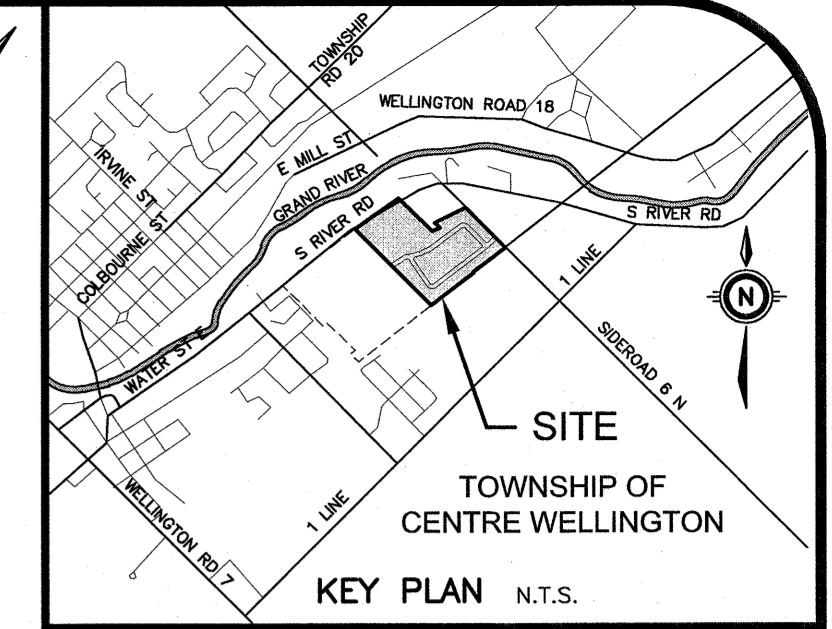 TOWNSHIP
RD 20
WELLINGTON ROAD 18
E MILL ST
IRVINE ST
GRAND RIVER
S RIVER RD
S RIVER RD
COLBOURNE ST
1 LINE
N
WATER ST E
SIDEROAD 6 N
SITE
TOWNSHIP OF
CENTRE WELLINGTON
WELLINGTON RD 7
1 LINE
KEY PLAN N.T.S.